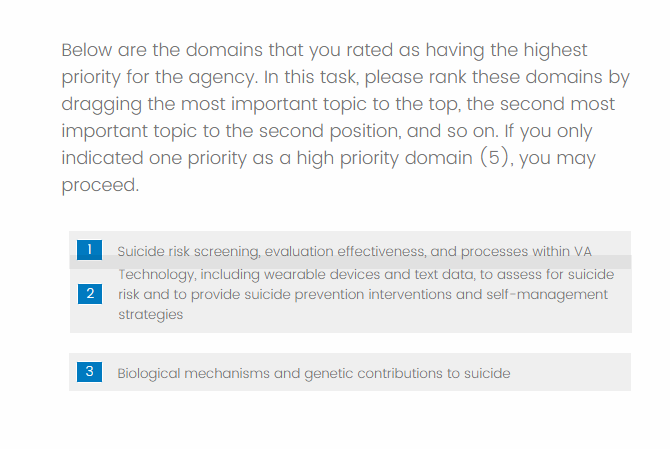 Below are the domains that you rated as having the highest
priority for the agency. In this task, please rank these domains by
dragging the most important topic to the top, the second most
important topic to the second position, and so on. If you only
indicated one priority as a high priority domain (5), you may
proceed.
1 Suicide risk screening, evaluation effectiveness, and processes within VA
Technology, including wearable devices and text data, to assess for suicide
2 risk and to provide suicide prevention interventions and self-management
strategies
3 Biological mechanisms and genetic contributions to suicide